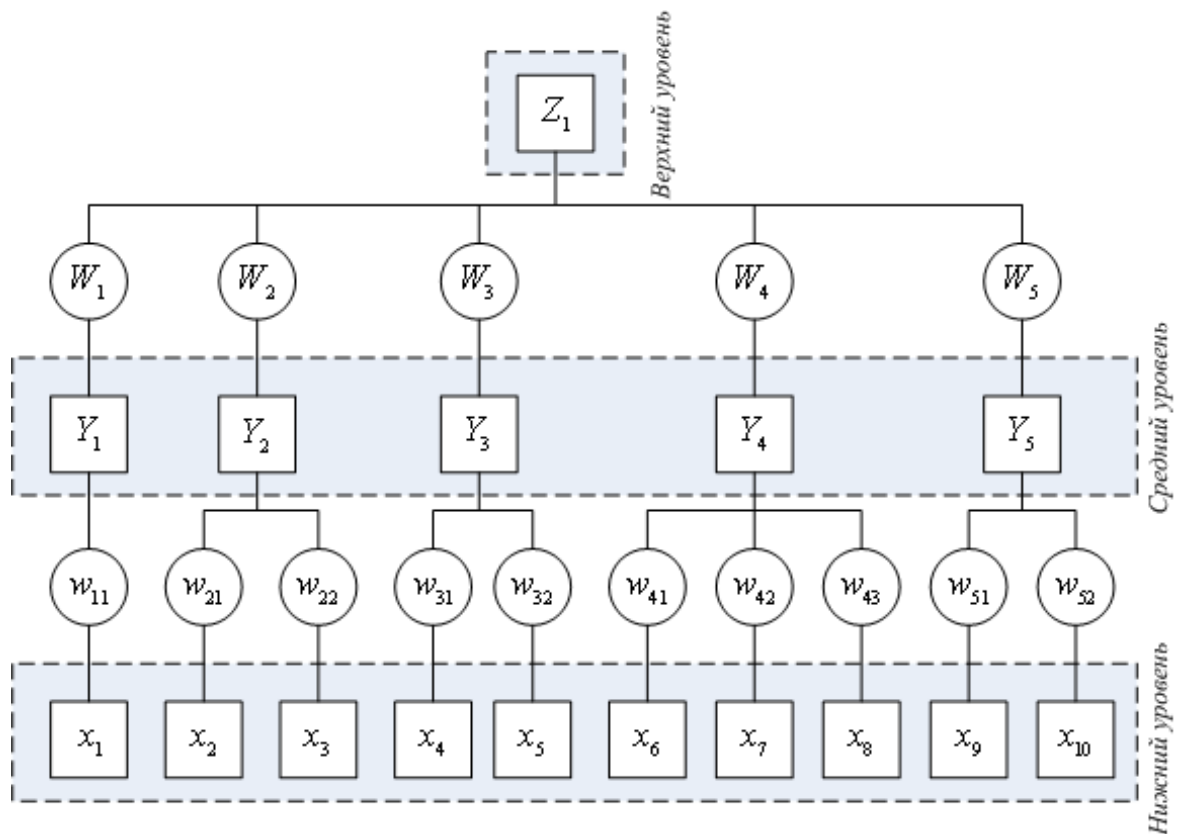 Z₁
Верхний уровень
W₁ W₂ W₃ W₄ W₅
Y₁ Y₂ Y₃ Y₄ Y₅
Средний уровень
w₁₁ w₂₁ w₂₂ w₃₁ w₃₂ w₄₁ w₄₂ w₄₃ w₅₁ w₅₂
x₁ x₂ x₃ x₄ x₅ x₆ x₇ x₈ x₉ x₁₀
Нижний уровень